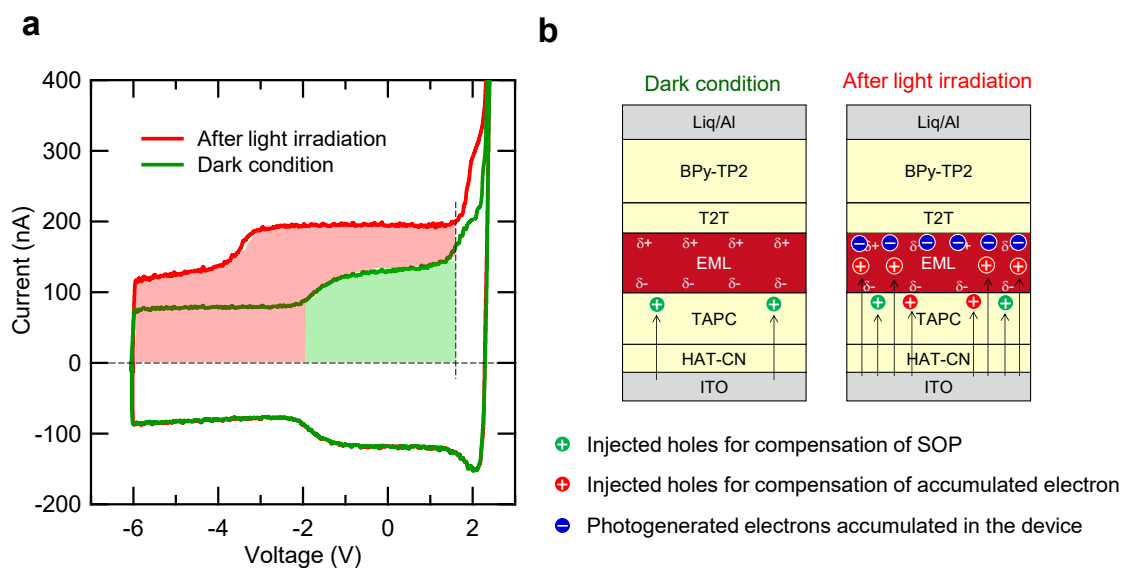 a
400
300
200
100
0
-100
-200
Current (nA)
After light irradiation
Dark condition
-6
-4
-2
0
2
Voltage (V)
b
Dark condition
Liq/Al
BPy-TP2
T2T
δ+ δ+ δ+ δ+
EML
δ- δ- δ- δ-
TAPC
HAT-CN
ITO
After light irradiation
Liq/Al
BPy-TP2
T2T
δ+ + δ
EML
δ- δ- δ-
TAPC
HAT-CN
ITO
Injected holes for compensation of SOP
Injected holes for compensation of accumulated electron
Photogenerated electrons accumulated in the device